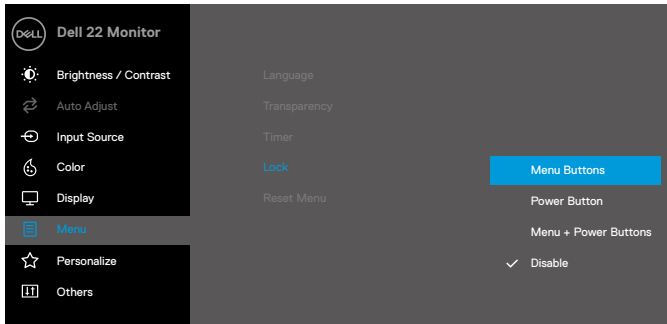 DELL
Dell 22 Monitor
Brightness / Contrast
Auto Adjust
Input Source
Color
Display
Menu
Personalize
Others
Language
Transparency
Timer
Lock
Reset Menu
Menu Buttons
Power Button
Menu + Power Buttons
Disable